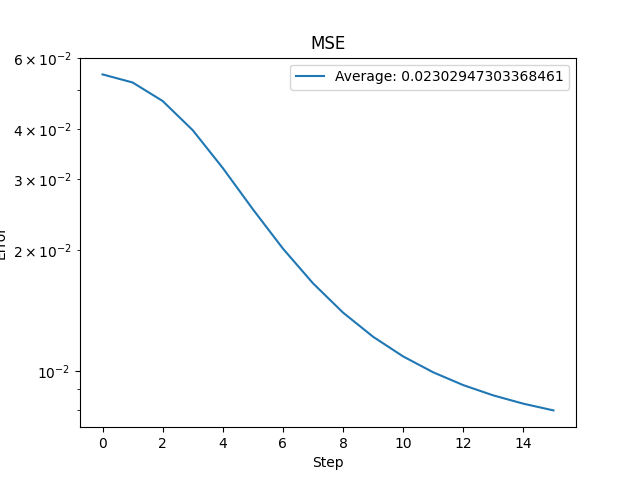 MSE
Average: 0.02302947303368461
6 × 10⁻²
4 × 10⁻²
3 × 10⁻²
2 × 10⁻²
10⁻²
Error
0 2 4 6 8 10 12 14
Step